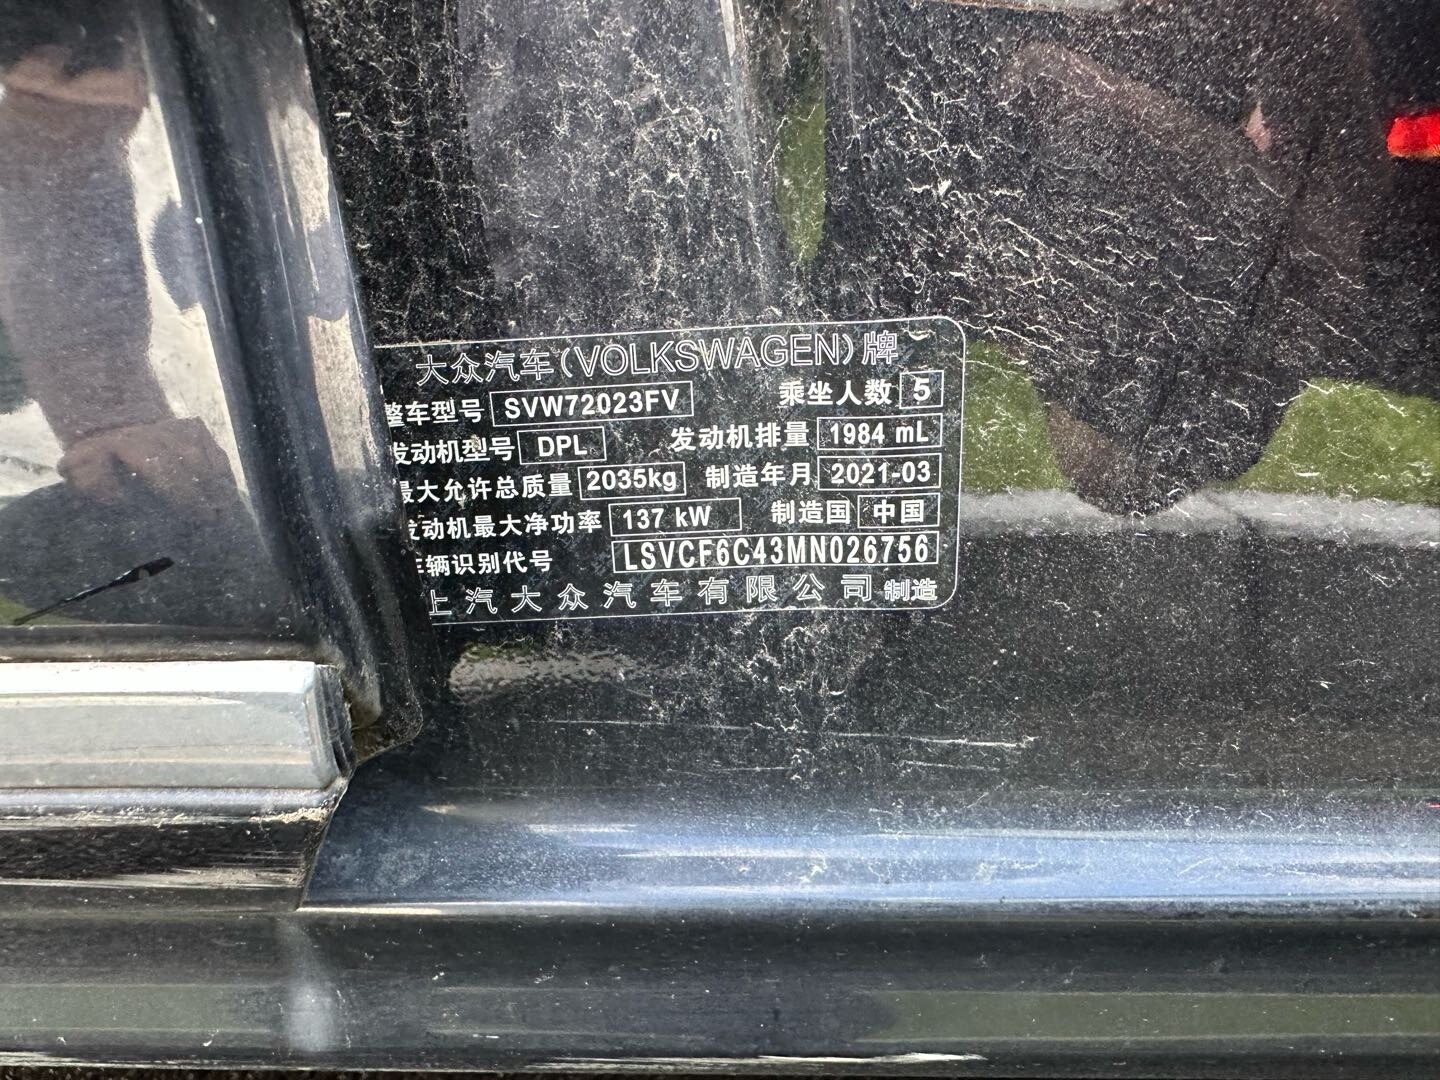 大众汽车(VOLKSWAGEN)牌
整车型号 SVW72023FV 乘坐人数 5
发动机型号 DPL 发动机排量 1984 mL
最大允许总质量 2035kg 制造年月 2021-03
发动机最大净功率 137 kW 制造国 中国
车辆识别代号 LSVCF6C43MN026756
上汽大众汽车有限公司 制造